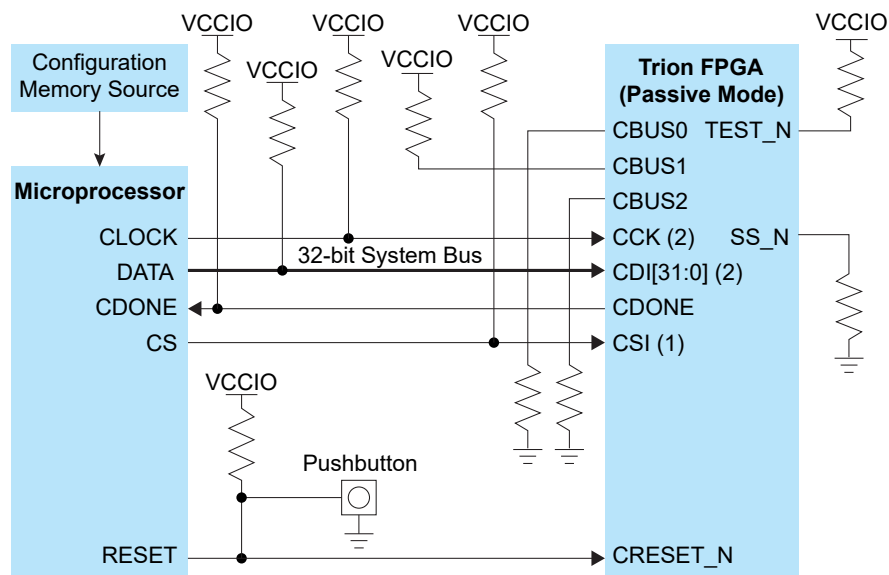 VCCIO
VCCIO
VCCIO
VCCIO
Configuration
Memory Source
VCCIO
VCCIO
Trion FPGA
(Passive Mode)
CBUS0
TEST_N
CBUS1
Microprocessor
CBUS2
CLOCK
CCK (2)
SS_N
32-bit System Bus
DATA
CDI[31:0] (2)
CDONE
CDONE
CS
CSI (1)
VCCIO
Pushbutton
RESET
CRESET_N